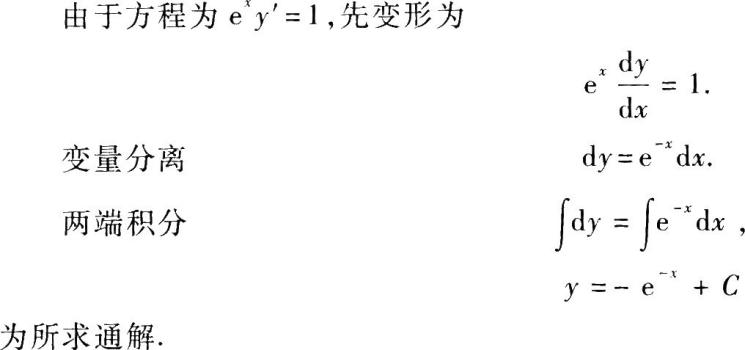 由于方程为 eˣy′=1,先变形为
eˣ dy/dx = 1.
变量分离 dy=e⁻ˣdx.
两端积分 ∫dy = ∫e⁻ˣdx ,
y =− e⁻ˣ + C
为所求通解.